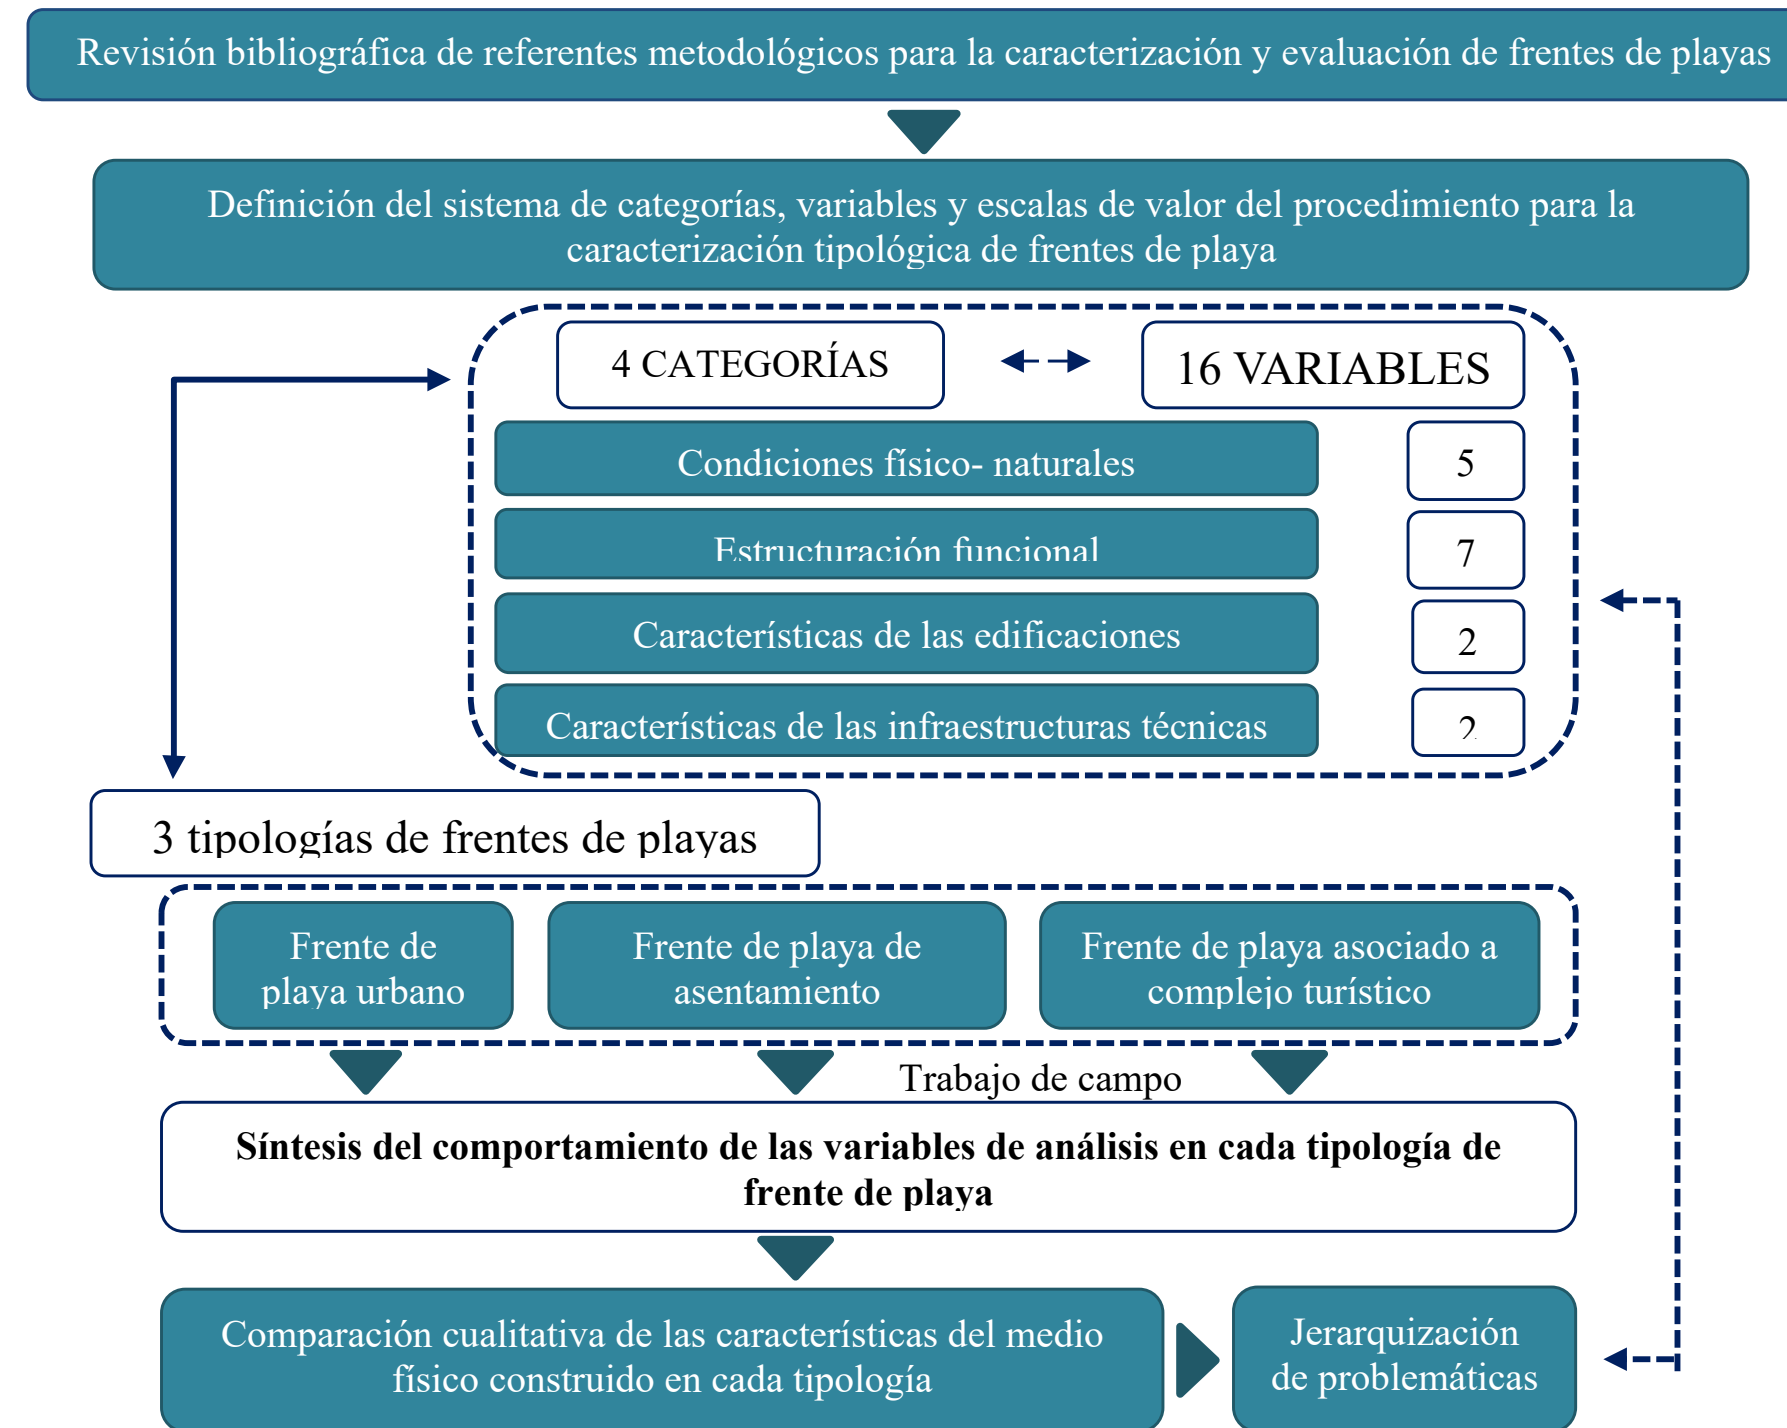 Revisión bibliográfica de referentes metodológicos para la caracterización y evaluación de frentes de playas
Definición del sistema de categorías, variables y escalas de valor del procedimiento para la
caracterización tipológica de frentes de playa
4 CATEGORÍAS
16 VARIABLES
Condiciones físico- naturales
5
Estructuración funcional
7
Características de las edificaciones
2
Características de las infraestructuras técnicas
2
3 tipologías de frentes de playas
Frente de
playa urbano
Frente de playa de
asentamiento
Frente de playa asociado a
complejo turístico
Trabajo de campo
Síntesis del comportamiento de las variables de análisis en cada tipología de
frente de playa
Comparación cualitativa de las características del medio
físico construido en cada tipología
Jerarquización
de problemáticas